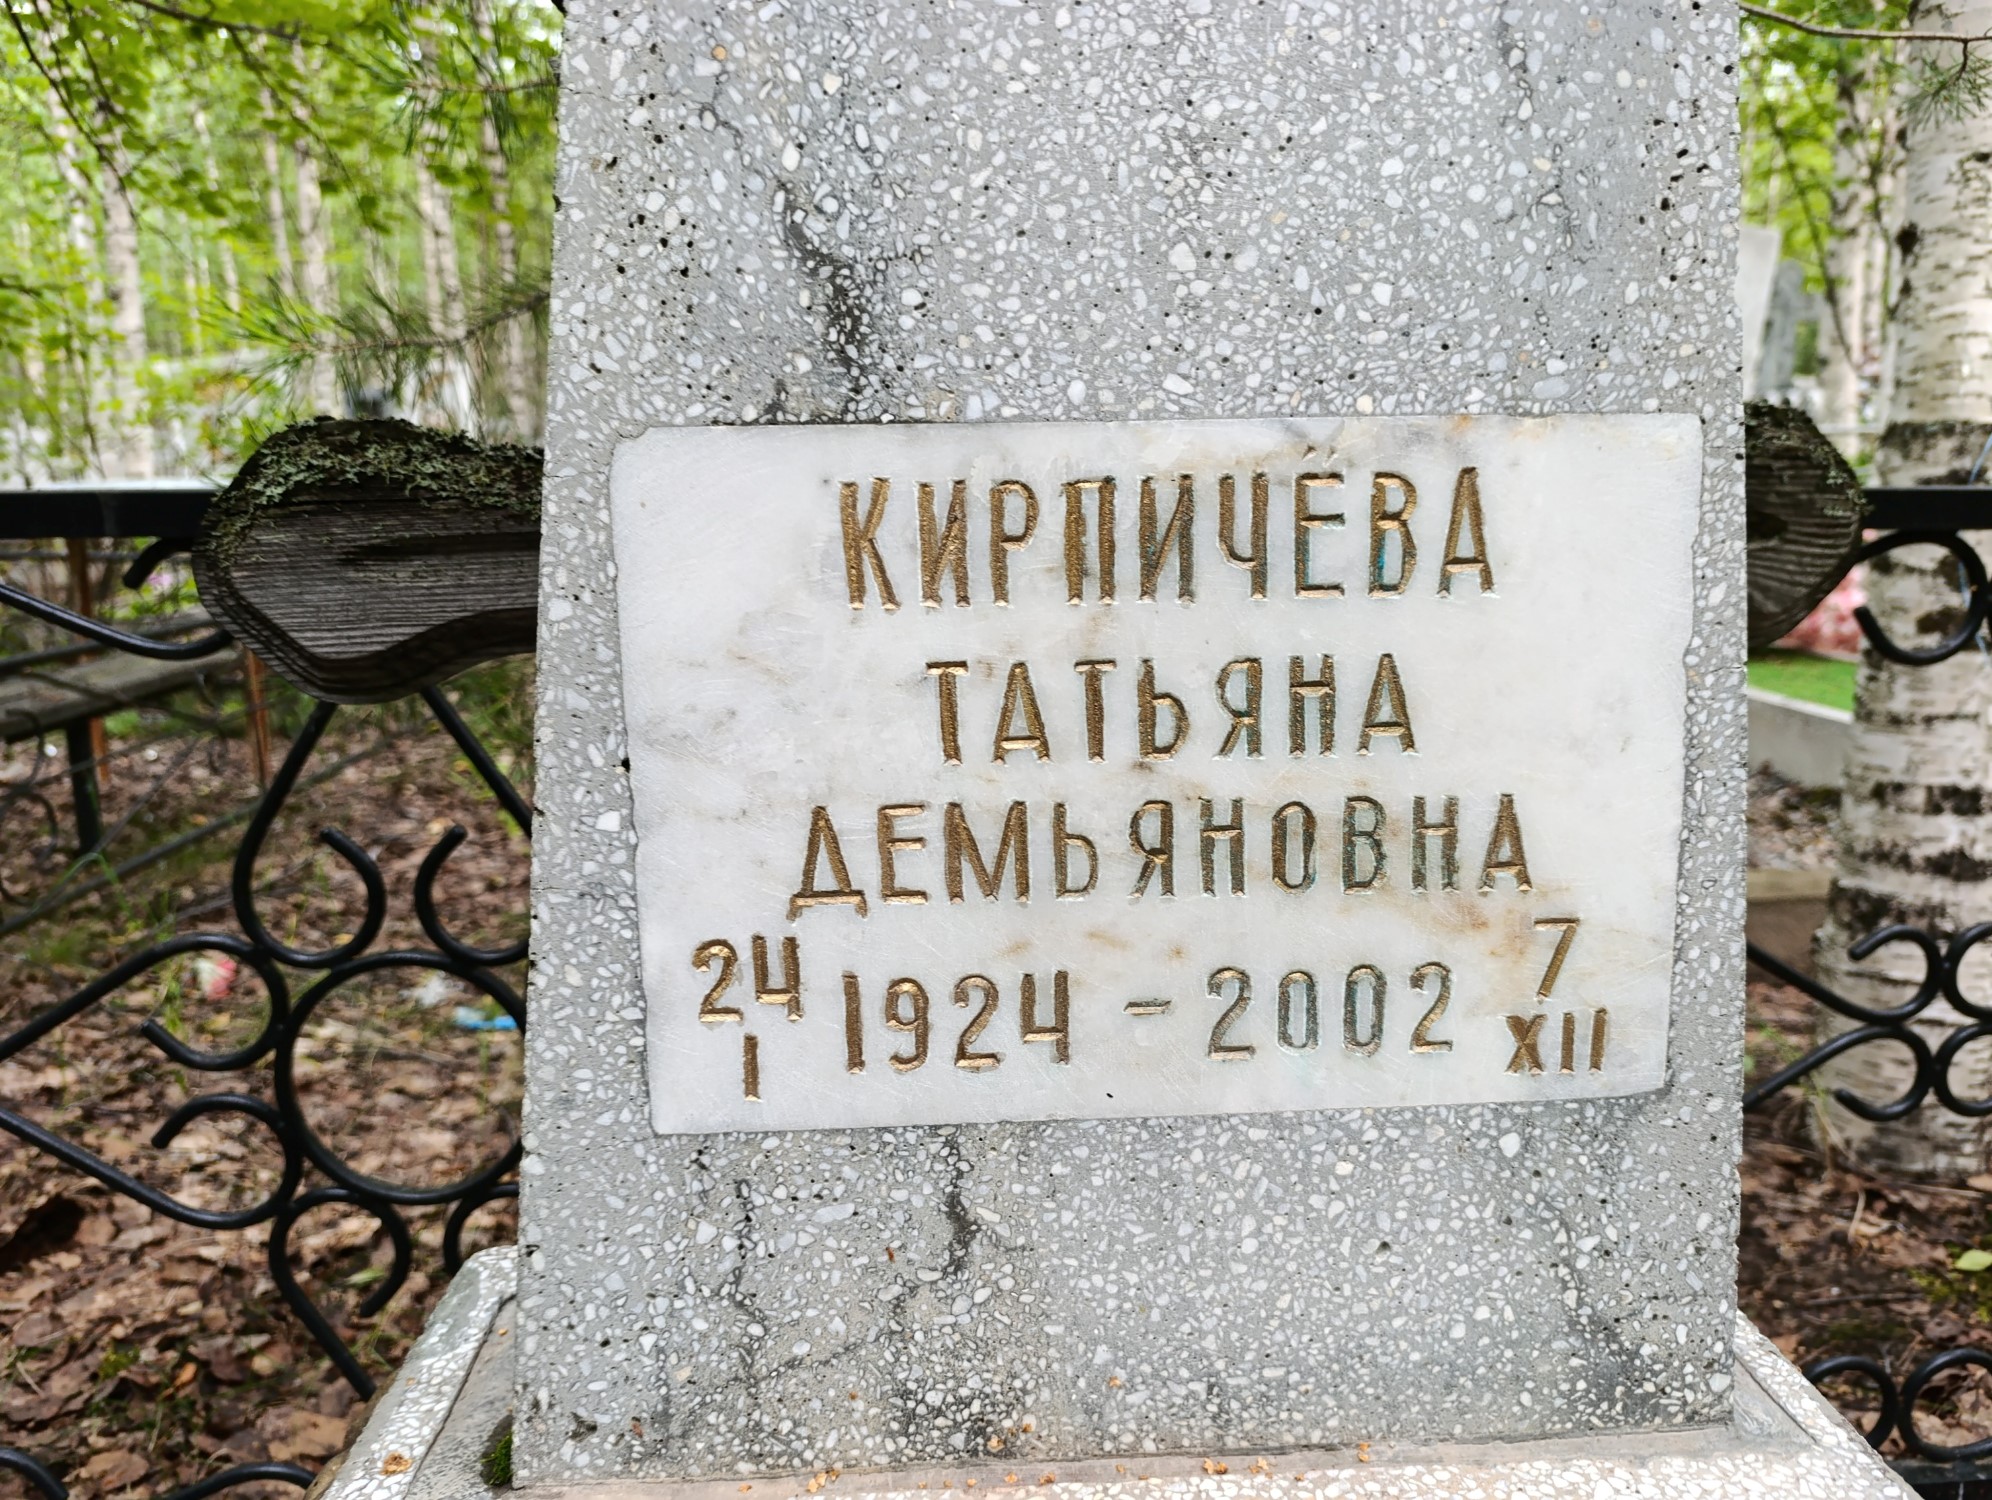 КИРПИЧЁВА
ТАТЬЯНА
ДЕМЬЯНОВНА
24 I 1924 - 2002 7 XII